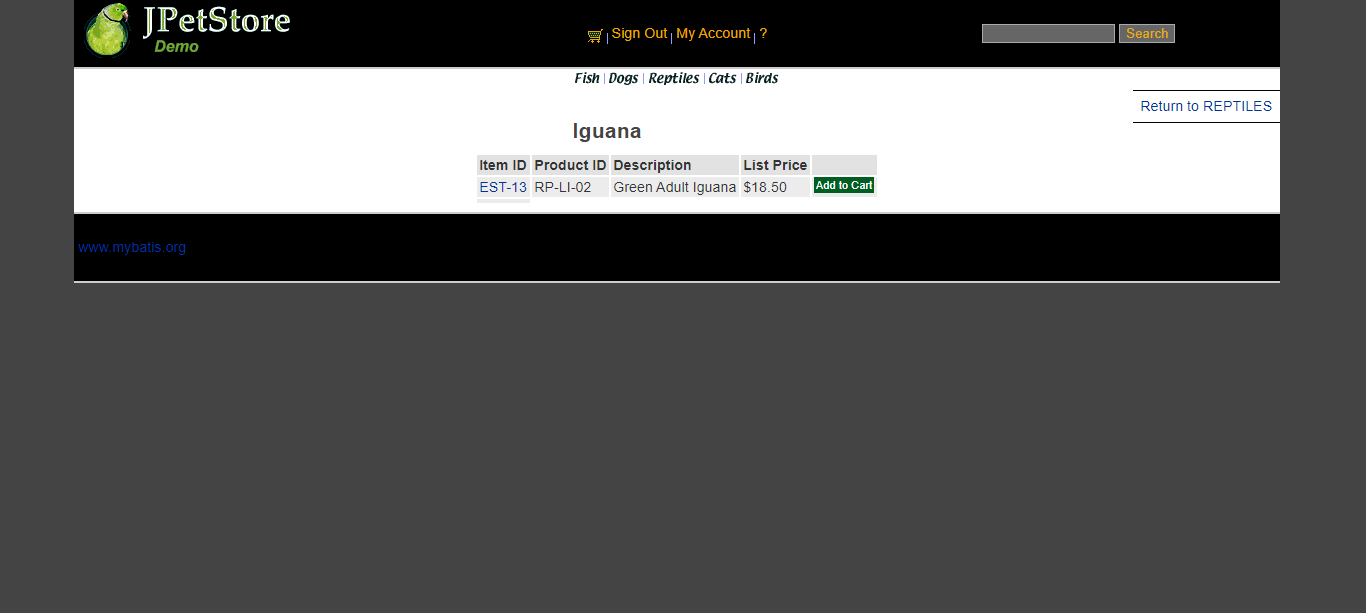 JPetStore
Demo
Sign Out | My Account | ?
Search
Fish | Dogs | Reptiles | Cats | Birds
Return to REPTILES
Iguana
Item ID Product ID Description List Price
EST-13 RP-LI-02 Green Adult Iguana $18.50 Add to Cart
www.mybatis.org